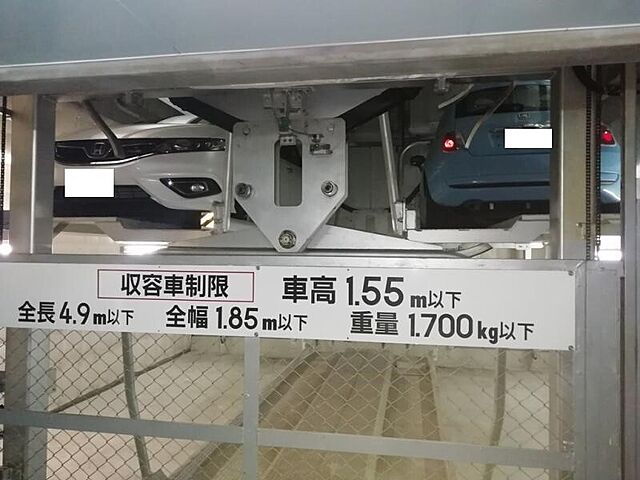 収容車制限 車高1.55m以下
全長4.9m以下 全幅1.85m以下 重量1.700kg以下